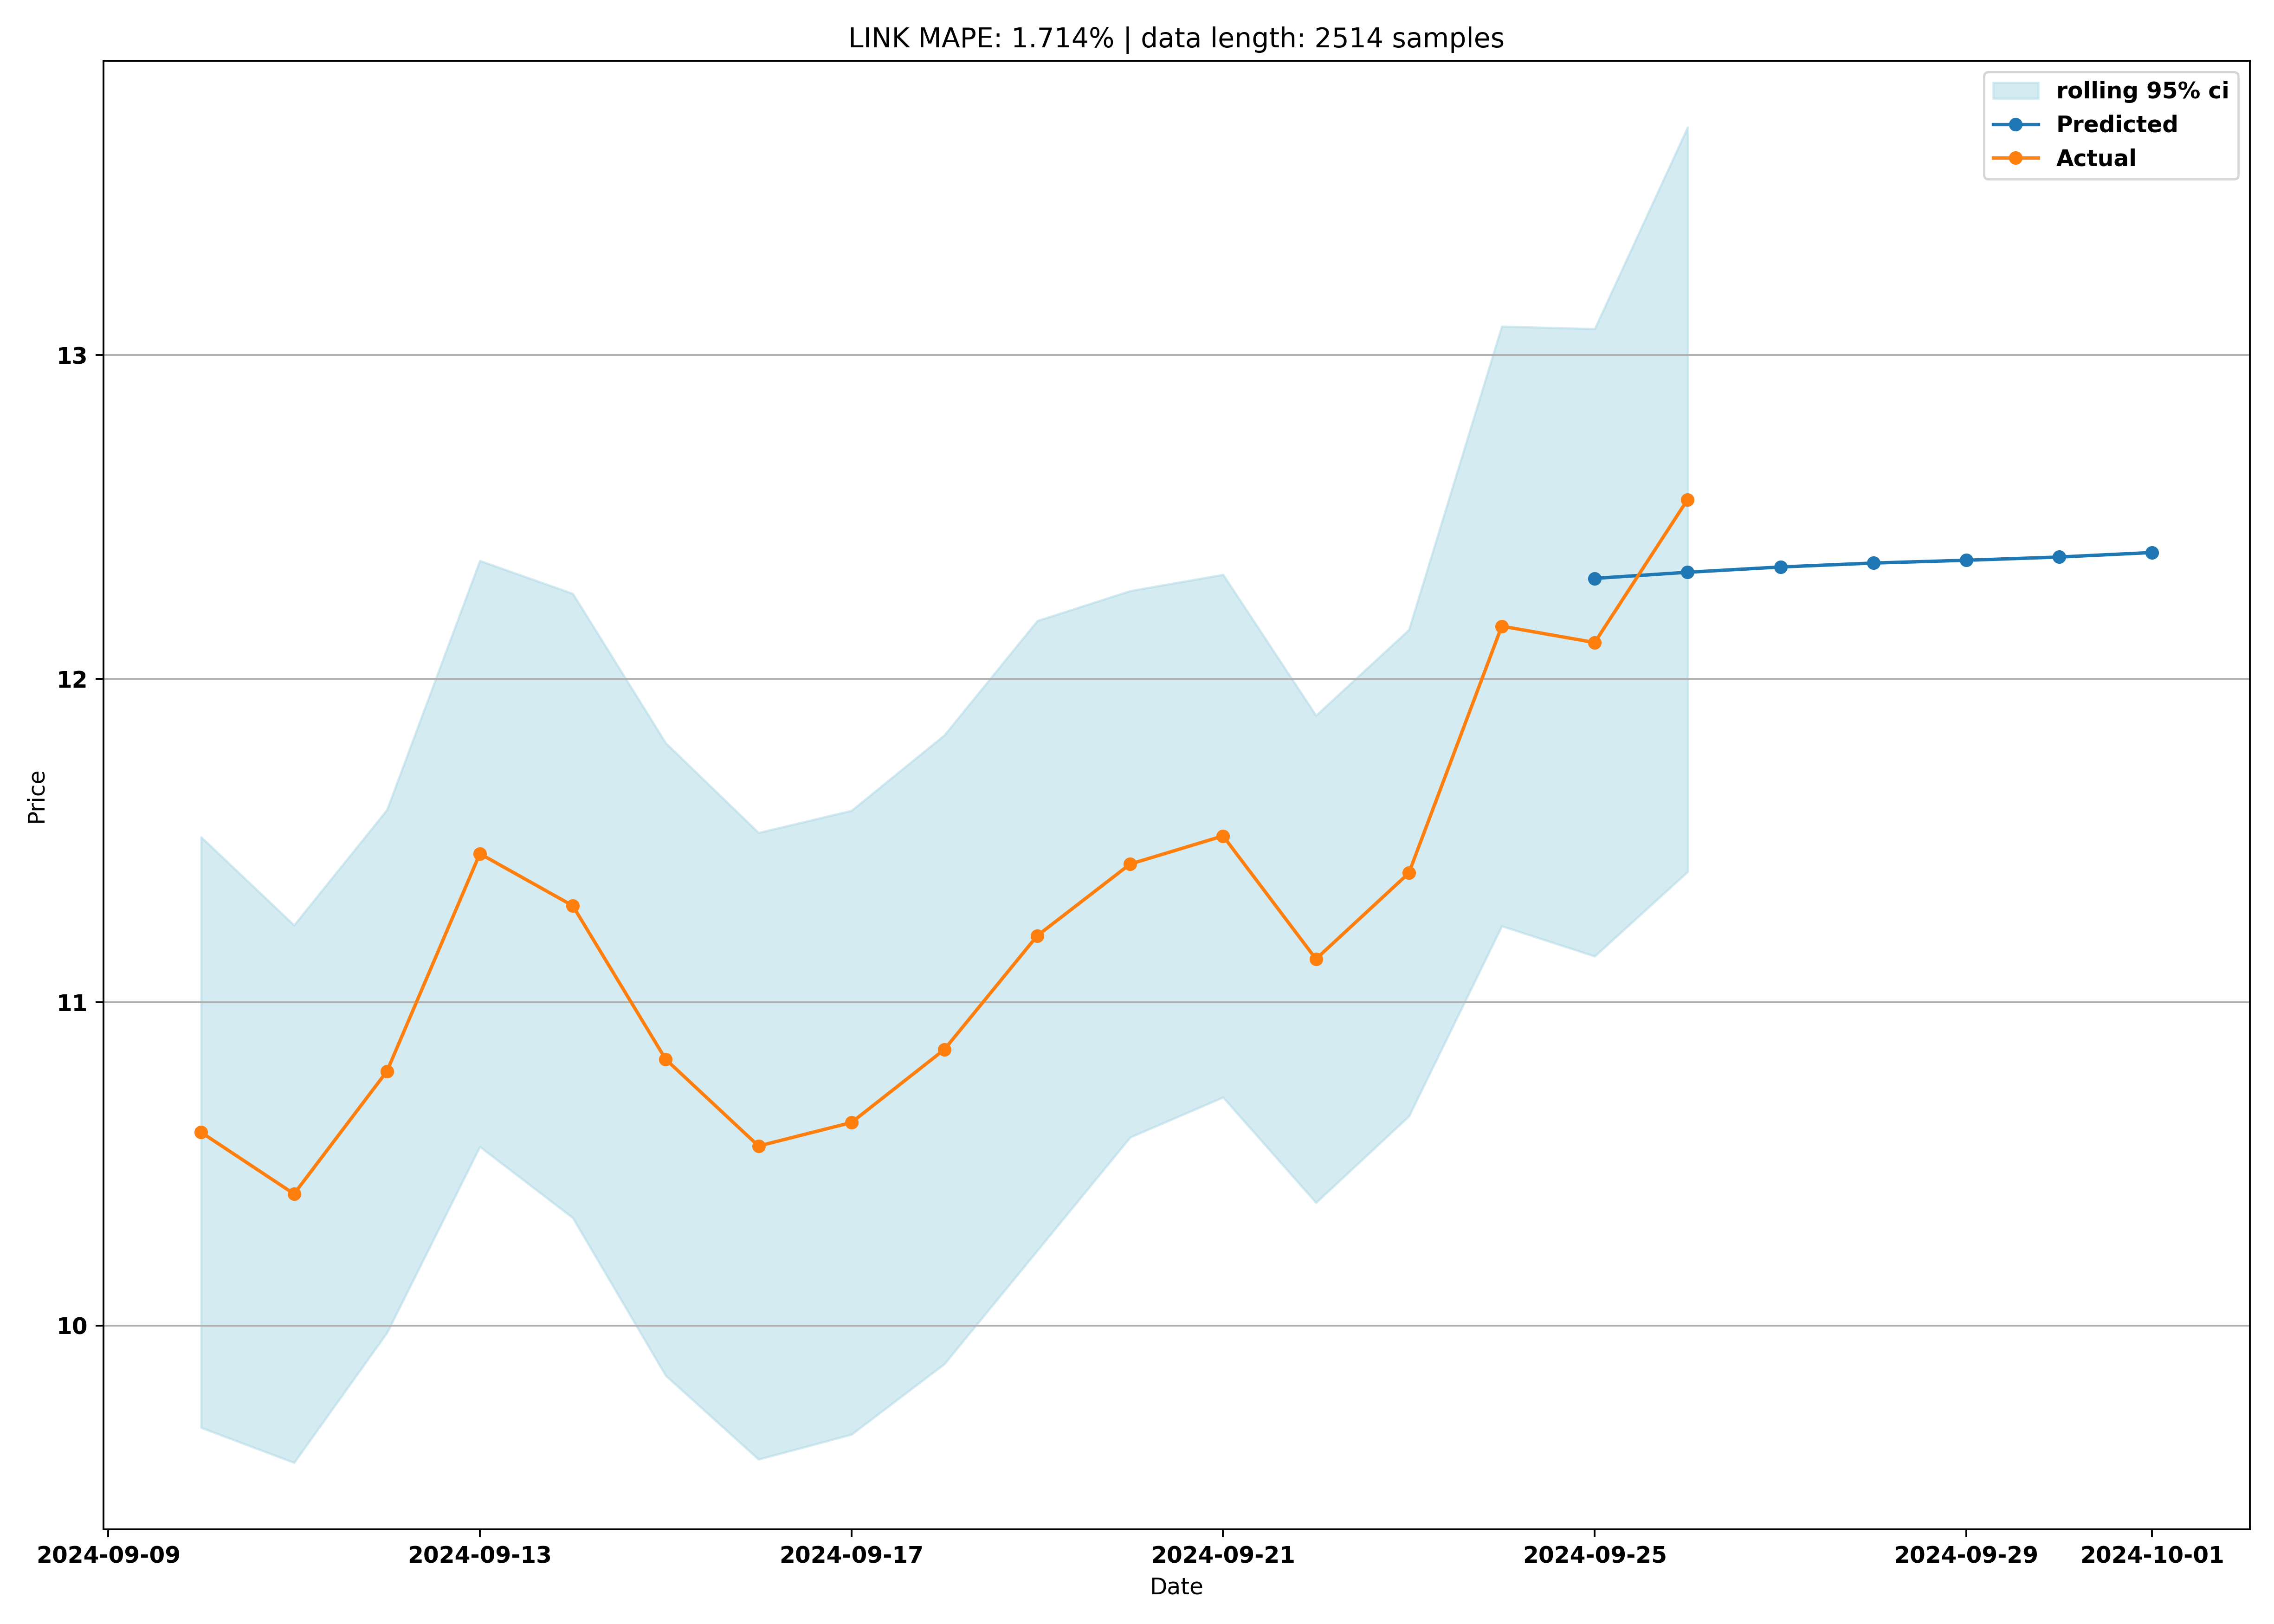 LINK MAPE: 1.714% | data length: 2514 samples
rolling 95% ci
Predicted
Actual
Price
13
12
11
10
2024-09-09
2024-09-13
2024-09-17
2024-09-21
2024-09-25
2024-09-29
2024-10-01
Date